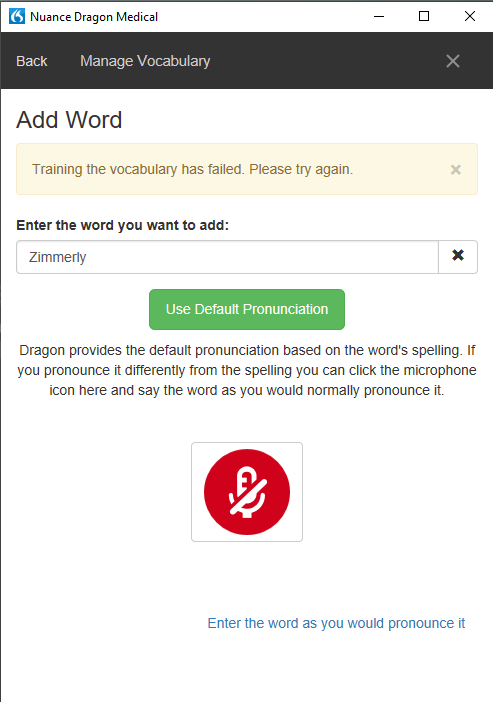 Nuance Dragon Medical
Back Manage Vocabulary
Add Word
Training the vocabulary has failed. Please try again.
Enter the word you want to add:
Zimmerly
Use Default Pronunciation
Dragon provides the default pronunciation based on the word's spelling. If
you pronounce it differently from the spelling you can click the microphone
icon here and say the word as you would normally pronounce it.
Enter the word as you would pronounce it